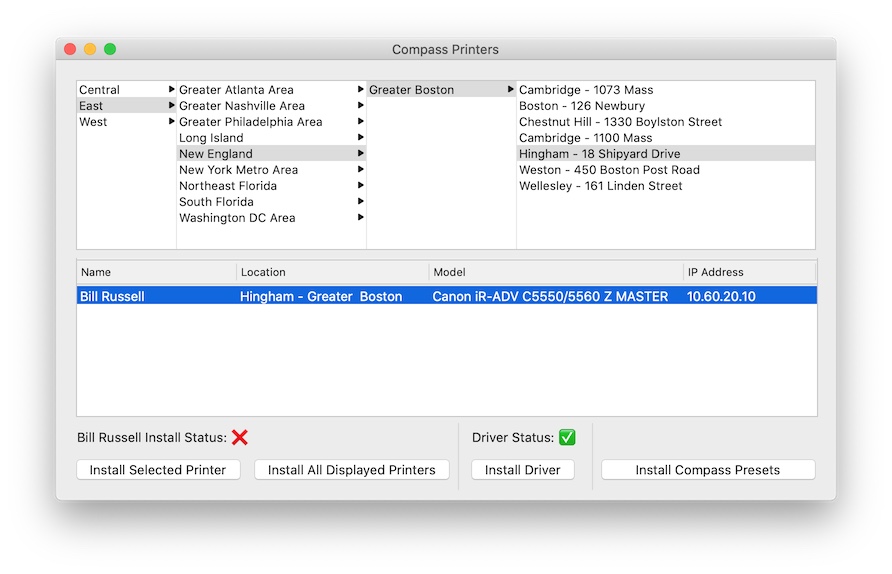 Compass Printers
Central Greater Atlanta Area Greater Boston Cambridge - 1073 Mass
East Greater Nashville Area Boston - 126 Newbury
West Greater Philadelphia Area Chestnut Hill - 1330 Boylston Street
Long Island Cambridge - 1100 Mass
New England Hingham - 18 Shipyard Drive
New York Metro Area Weston - 450 Boston Post Road
Northeast Florida Wellesley - 161 Linden Street
South Florida
Washington DC Area
Name Location Model IP Address
Bill Russell Hingham - Greater  Boston Canon iR-ADV C5550/5560 Z MASTER 10.60.20.10
Bill Russell Install Status: Driver Status:
Install Selected Printer Install All Displayed Printers Install Driver Install Compass Presets